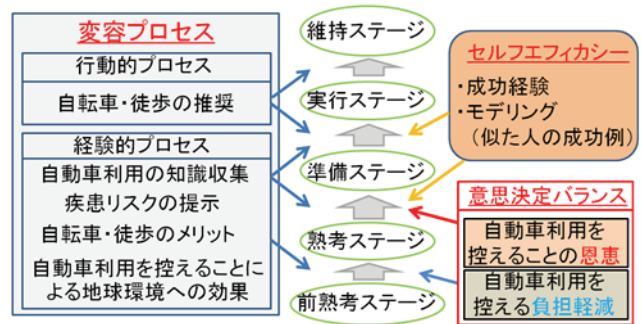 変容プロセス
行動的プロセス
自転車・徒歩の推奨
経験的プロセス
自動車利用の知識収集
疾患リスクの提示
自転車・徒歩のメリット
自動車利用を控えることに
よる地球環境への効果
維持ステージ
実行ステージ
準備ステージ
熟考ステージ
前熟考ステージ
セルフエフィカシー
・成功経験
・モデリング
（似た人の成功例）
意思決定バランス
自動車利用を
控えることの恩恵
自動車利用を
控える負担軽減